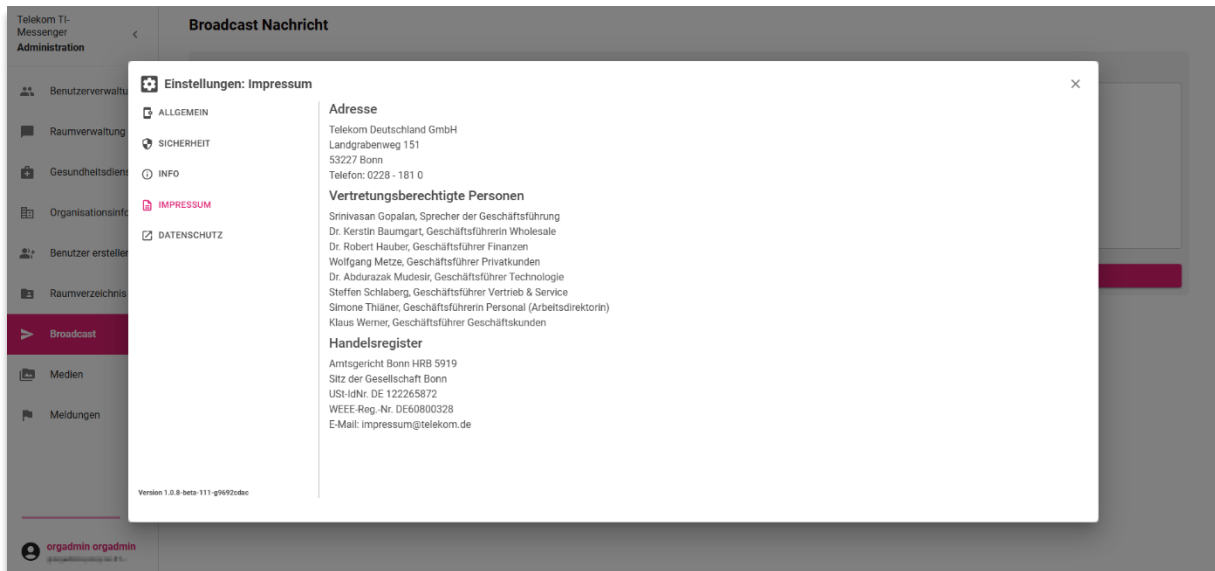 Telekom TI-
Messenger
Administration
Broadcast Nachricht
Benutzerverwaltu
Raumverwaltung
Gesundheitsdiens
Organisationsinfo
Benutzer erstellen
Raumverzeichnis
Broadcast
Medien
Meldungen
orgadmin orgadmin
Einstellungen: Impressum
ALLGEMEIN
SICHERHEIT
INFO
IMPRESSUM
DATENSCHUTZ
Version 1.0.8-beta-111-g9692cdac
Adresse
Telekom Deutschland GmbH
Landgrabenweg 151
53227 Bonn
Telefon: 0228 - 181 0
Vertretungsberechtigte Personen
Srinivasan Gopalan, Sprecher der Geschäftsführung
Dr. Kerstin Baumgart, Geschäftsführerin Wholesale
Dr. Robert Hauber, Geschäftsführer Finanzen
Wolfgang Metze, Geschäftsführer Privatkunden
Dr. Abdurazak Mudesir, Geschäftsführer Technologie
Steffen Schlaberg, Geschäftsführer Vertrieb & Service
Simone Thiäner, Geschäftsführerin Personal (Arbeitsdirektorin)
Klaus Werner, Geschäftsführer Geschäftskunden
Handelsregister
Amtsgericht Bonn HRB 5919
Sitz der Gesellschaft Bonn
USt-IdNr. DE 122265872
WEEE-Reg.-Nr. DE60800328
E-Mail: impressum@telekom.de